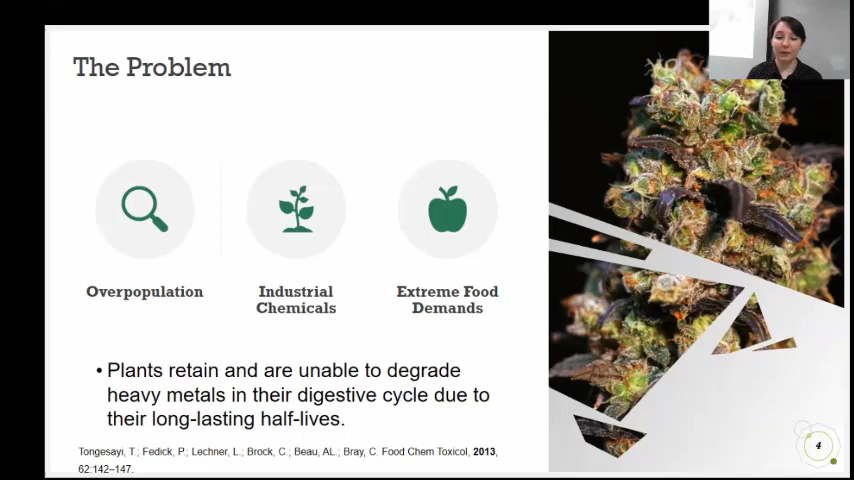 The Problem
Overpopulation
Industrial
Chemicals
Extreme Food
Demands
• Plants retain and are unable to degrade
heavy metals in their digestive cycle due to
their long-lasting half-lives.
Tongesayi, T.; Fedick, P.; Lechner, L.; Brock, C.; Beau, AL.; Bray, C. Food Chem Toxicol, 2013,
62:142–147.
4